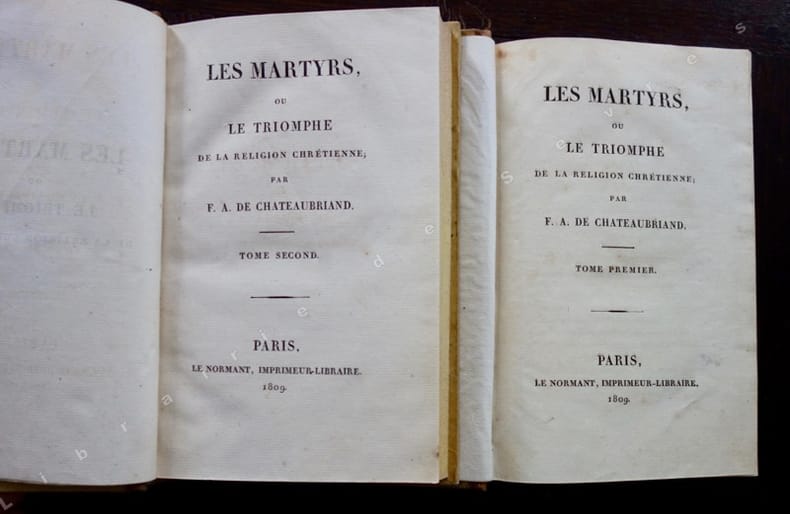 LES MARTYRS,
OU
LE TRIOMPHE
DE LA RELIGION CHRÉTIENNE;
PAR
F. A. DE CHATEAUBRIAND.
TOME SECOND.
PARIS,
LE NORMANT, IMPRIMEUR-LIBRAIRE.
1809.
LES MARTYRS,
OU
LE TRIOMPHE
DE LA RELIGION CHRÉTIENNE;
PAR
F. A. DE CHATEAUBRIAND.
TOME PREMIER.
PARIS,
LE NORMANT, IMPRIMEUR-LIBRAIRE.
1809.
Librairie de